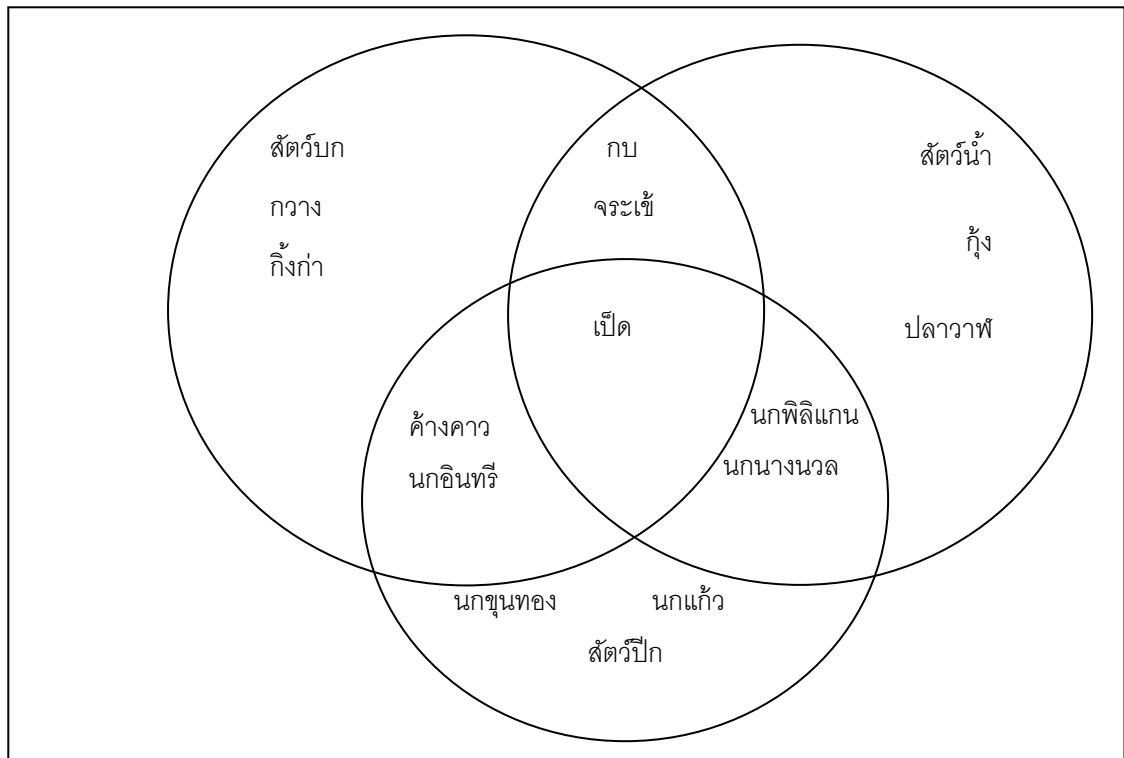 สัตว์บก
กวาง
กิ้งก่า
กบ
จระเข้
สัตว์น้ำ
กุ้ง
ปลาวาฬ
เป็ด
ค้างคาว
นกอินทรี
นกพิลิแกน
นกนางนวล
นกขุนทอง
นกแก้ว
สัตว์ปีก